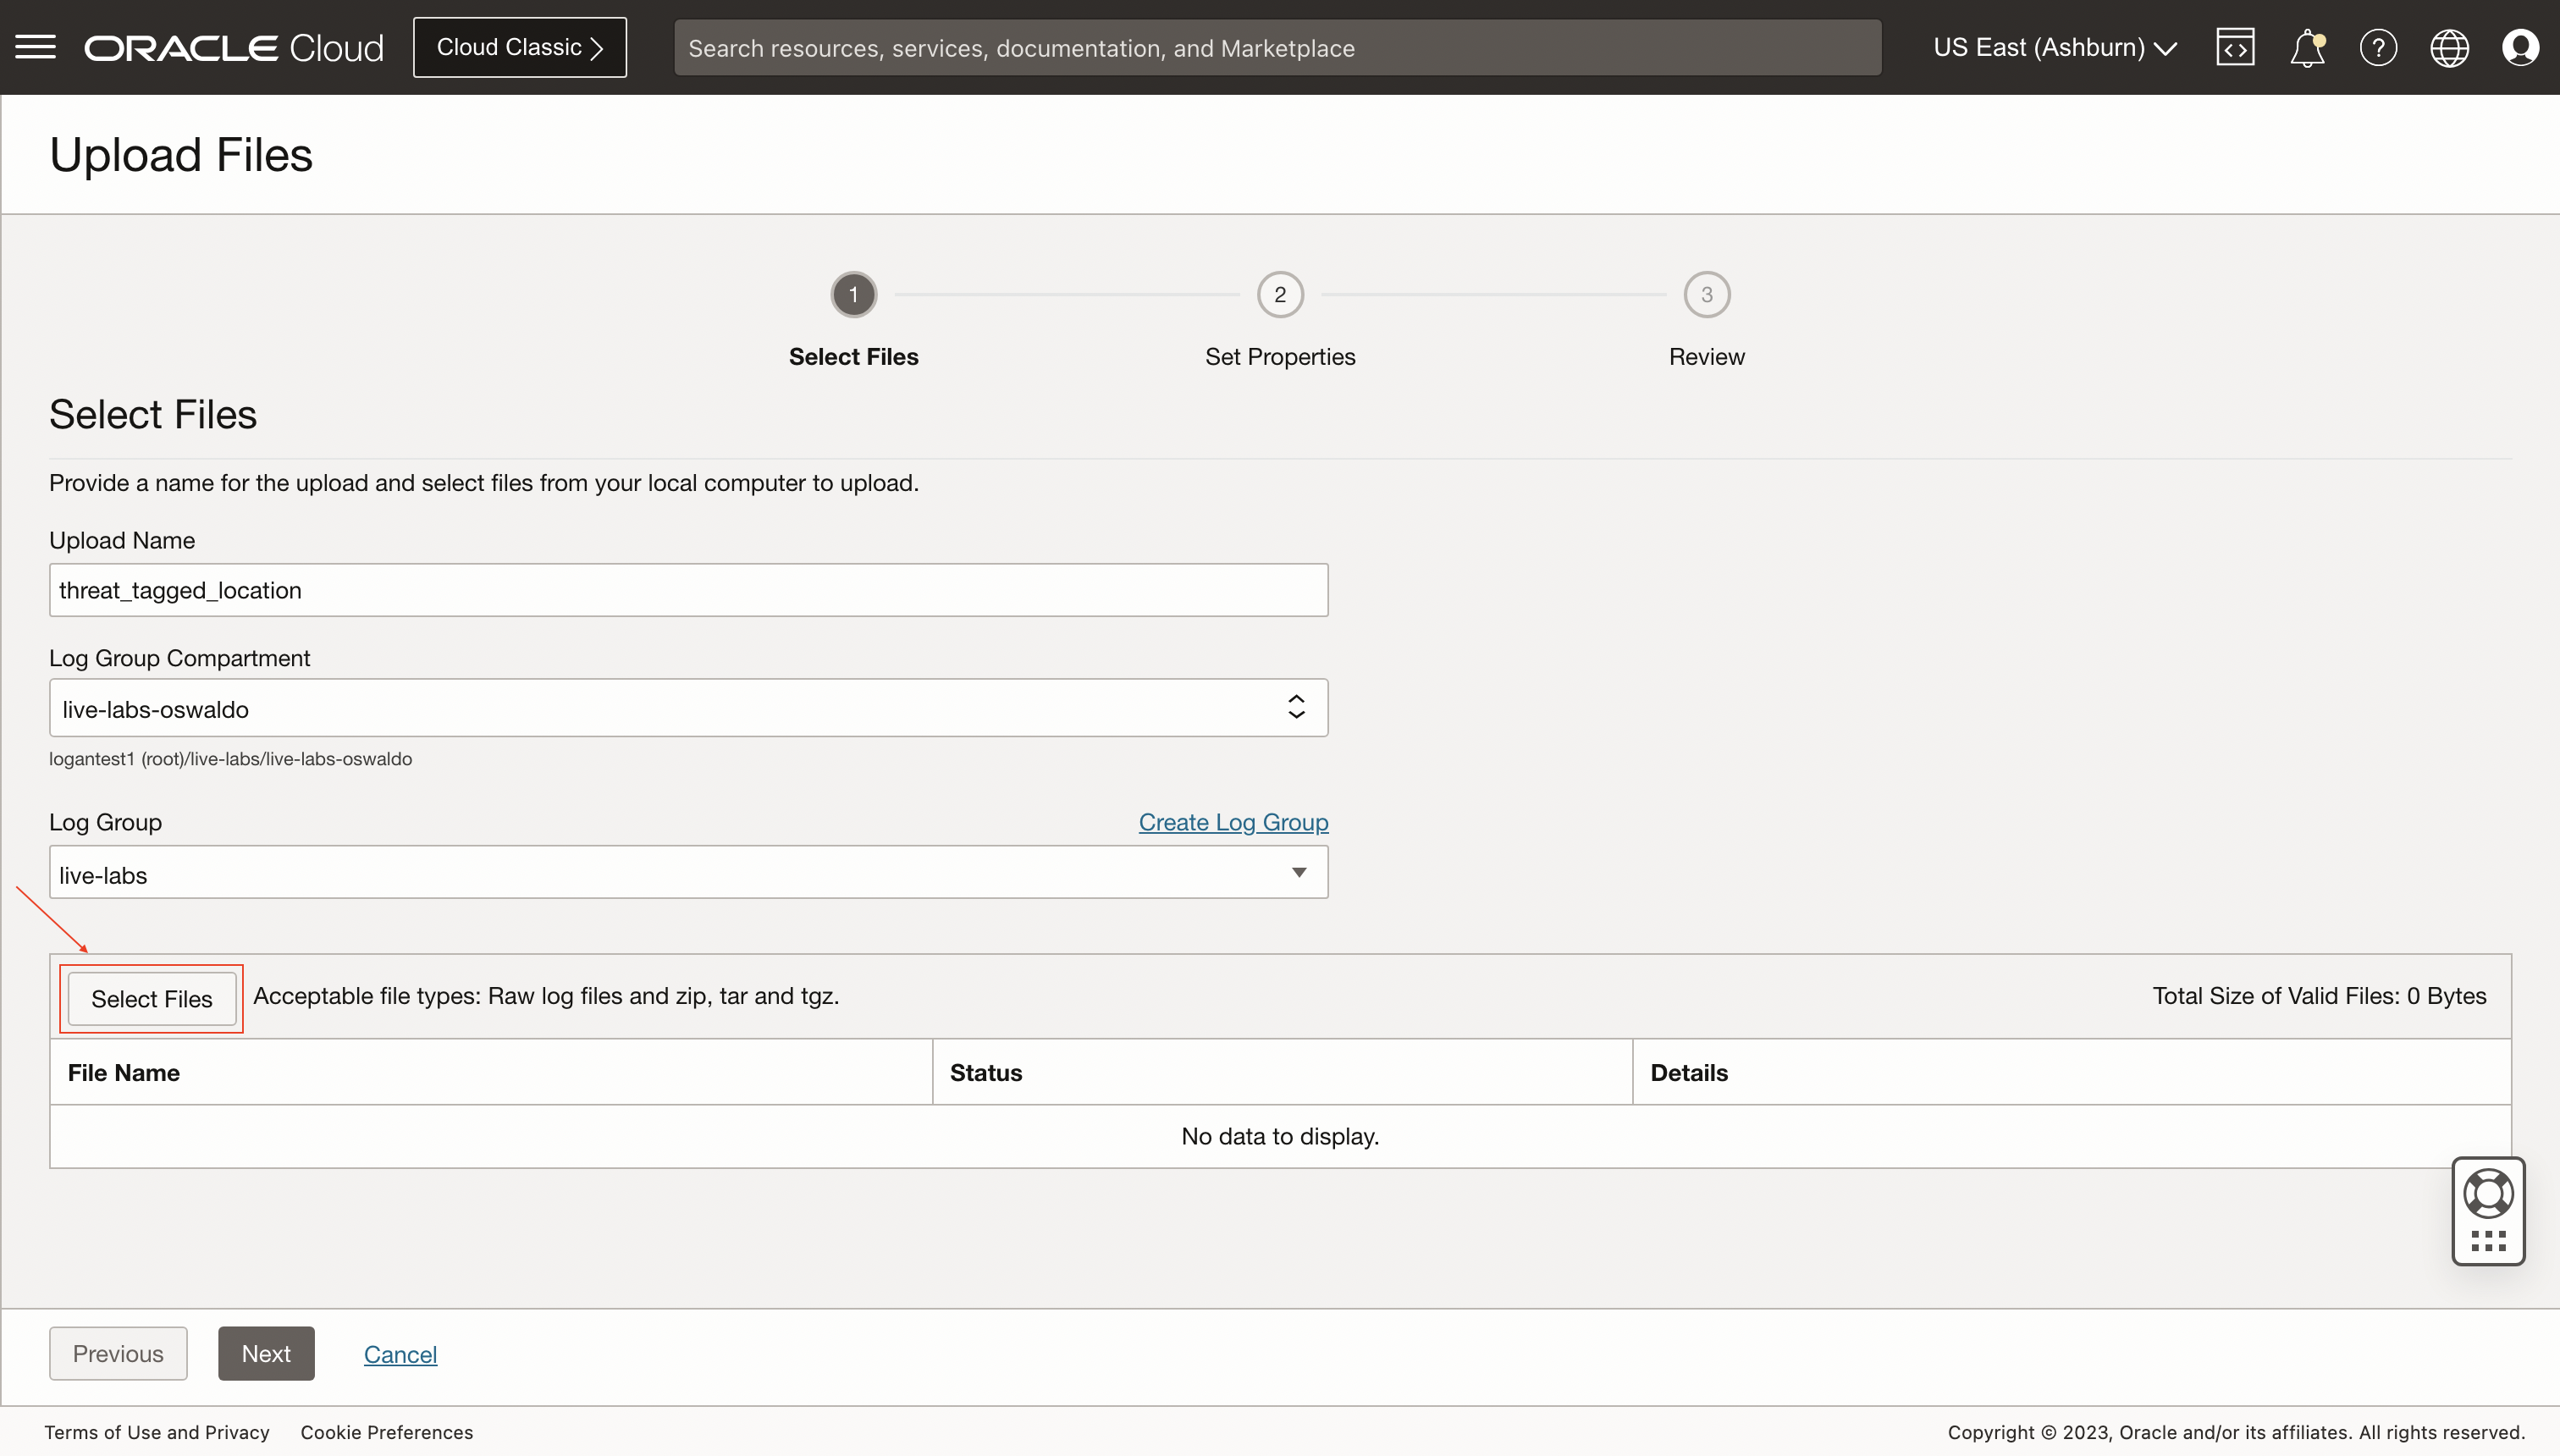 ORACLE Cloud
Cloud Classic
Search resources, services, documentation, and Marketplace
US East (Ashburn)
Upload Files
1
2
3
Select Files
Set Properties
Review
Select Files
Provide a name for the upload and select files from your local computer to upload.
Upload Name
threat_tagged_location
Log Group Compartment
live-labs-oswaldo
logantest1 (root)/live-labs/live-labs-oswaldo
Log Group
Create Log Group
live-labs
Select Files
Acceptable file types: Raw log files and zip, tar and tgz.
Total Size of Valid Files: 0 Bytes
File Name
Status
Details
No data to display.
Previous
Next
Cancel
Terms of Use and Privacy
Cookie Preferences
Copyright © 2023, Oracle and/or its affiliates. All rights reserved.